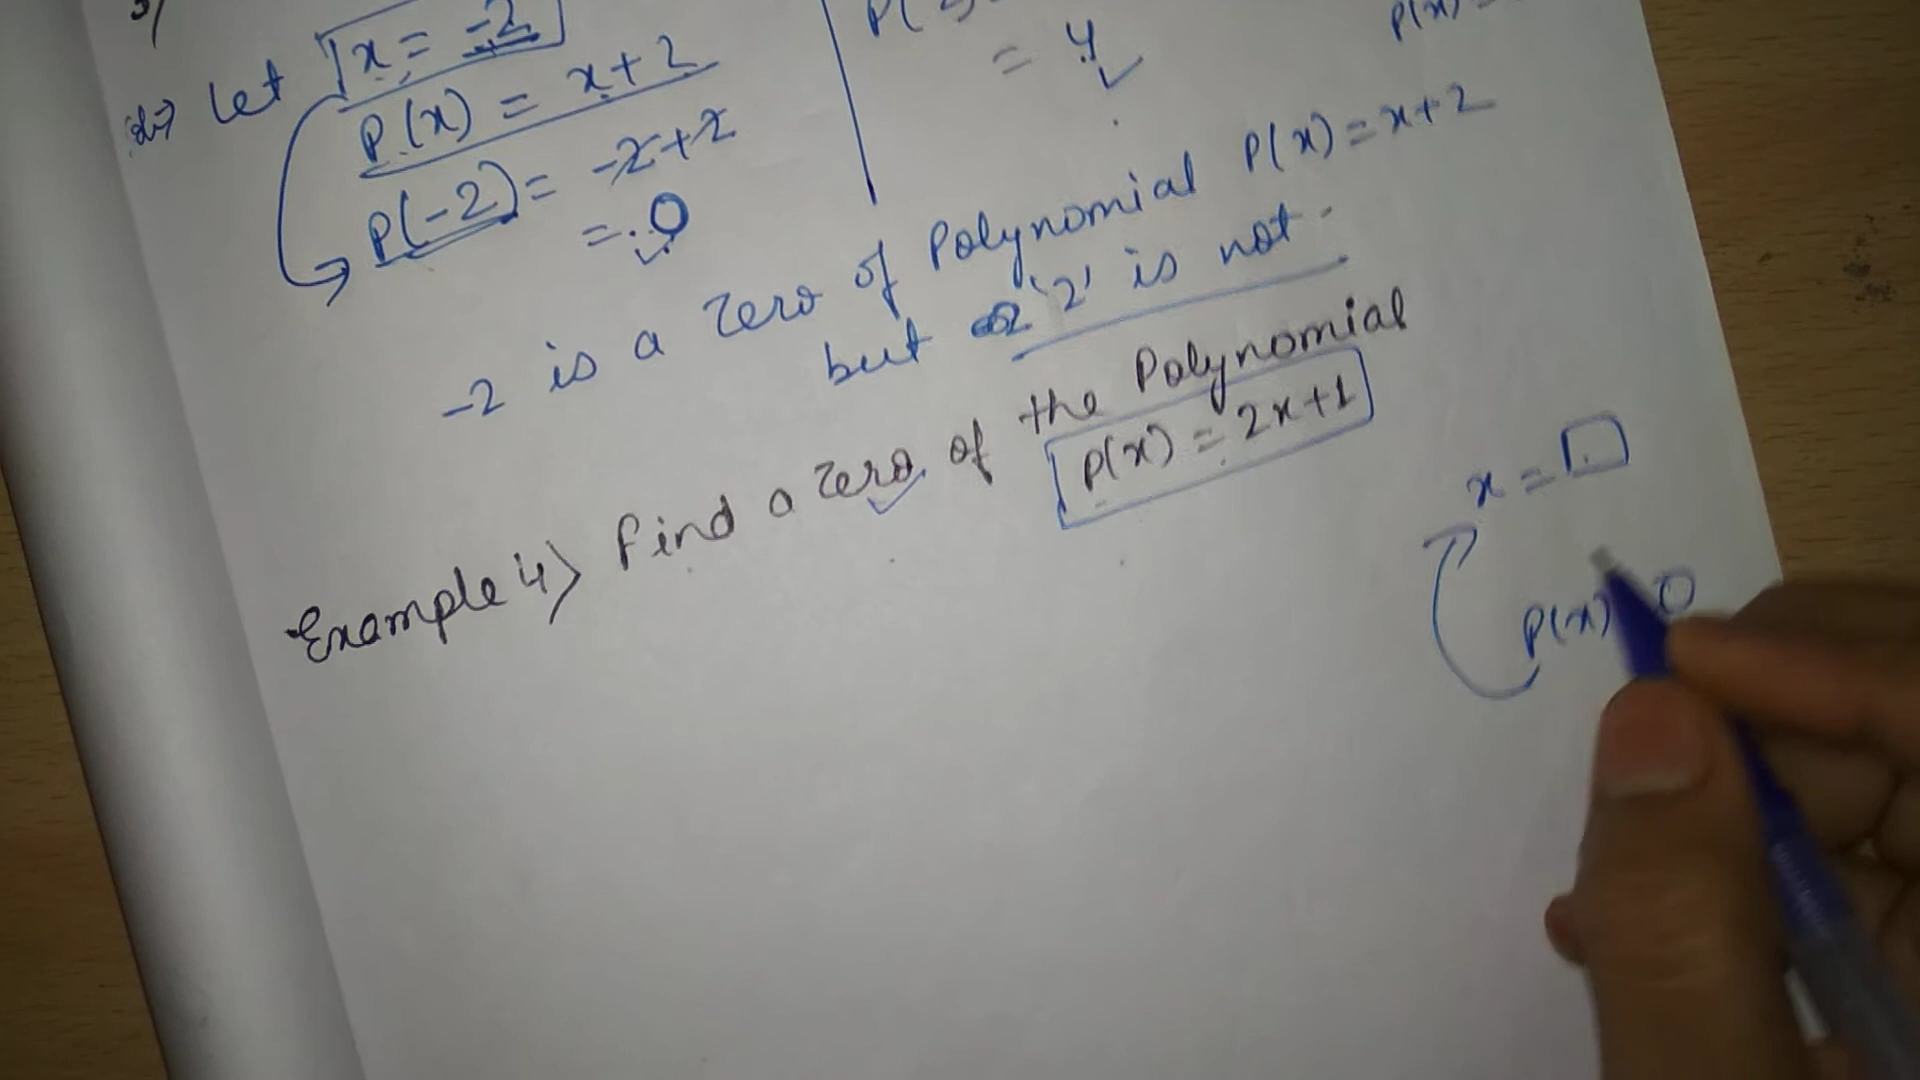 let x = -2
P(x) = x+2
P(-2) = -2+2
= 0
= 4
P(x) =
-2 is a zero of Polynomial P(x) = x+2
but '2' is not.
Example 4) Find a zero of the Polynomial
P(x) = 2x+1
x =
P(x) 0